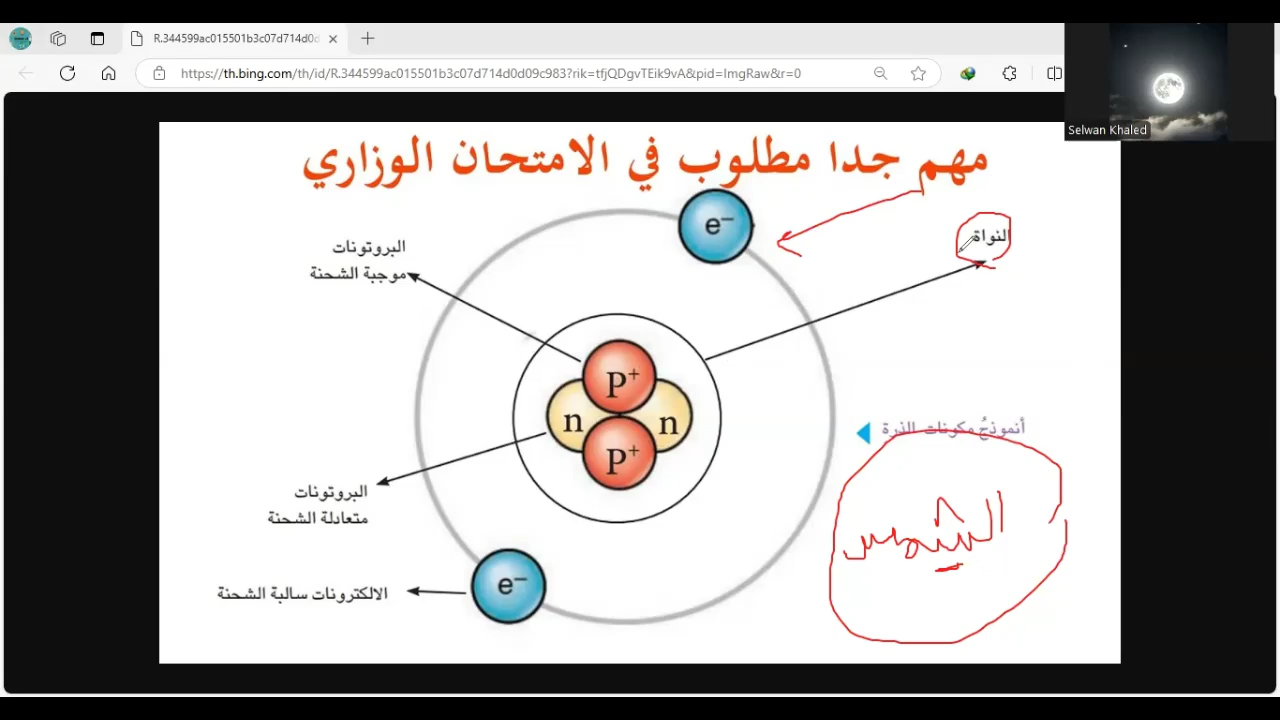 R.344599ac015501b3c07d714d0d
https://th.bing.com/th/id/R.344599ac015501b3c07d714d0d09c983?rik=tfjQDgvTEik9vA&pid=ImgRaw&r=0
Selwan Khaled
مهم جدا مطلوب في الامتحان الوزاري
e−
النواة
البروتونات
موجبة الشحنة
P+
n
n
P+
أنموذجُ مكونات الذرة
البروتونات
متعادلة الشحنة
الشمس
e−
الالكترونات سالبة الشحنة